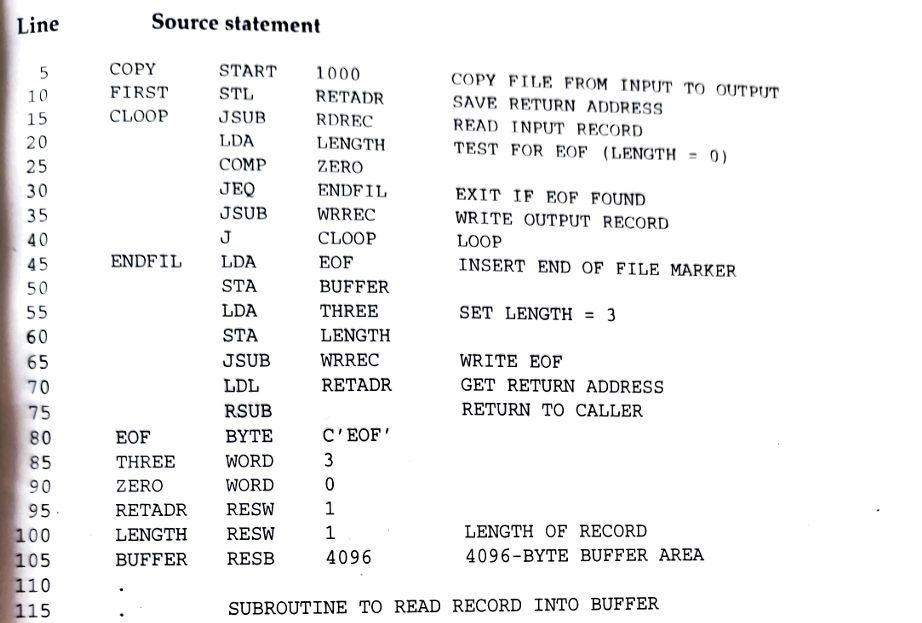 Line Source statement
5 COPY START 1000 COPY FILE FROM INPUT TO OUTPUT
10 FIRST STL RETADR SAVE RETURN ADDRESS
15 CLOOP JSUB RDREC READ INPUT RECORD
20 LDA LENGTH TEST FOR EOF (LENGTH = 0)
25 COMP ZERO
30 JEQ ENDFIL EXIT IF EOF FOUND
35 JSUB WRREC WRITE OUTPUT RECORD
40 J CLOOP LOOP
45 ENDFIL LDA EOF INSERT END OF FILE MARKER
50 STA BUFFER
55 LDA THREE SET LENGTH = 3
60 STA LENGTH
65 JSUB WRREC WRITE EOF
70 LDL RETADR GET RETURN ADDRESS
75 RSUB RETURN TO CALLER
80 EOF BYTE C'EOF'
85 THREE WORD 3
90 ZERO WORD 0
95 RETADR RESW 1
100 LENGTH RESW 1 LENGTH OF RECORD
105 BUFFER RESB 4096 4096-BYTE BUFFER AREA
110 .
115 . SUBROUTINE TO READ RECORD INTO BUFFER